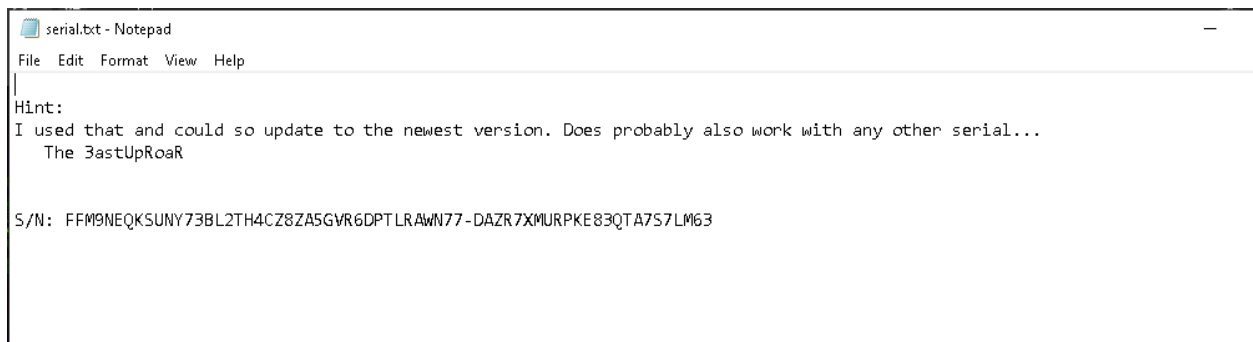 serial.txt - Notepad
File Edit Format View Help
Hint:
I used that and could so update to the newest version. Does probably also work with any other serial...
The 3astUpRoaR
S/N: FFM9NEQKSUNY73BL2TH4CZ8ZA5GVR6DPTLRAWN77-DAZR7XMURPKE83QTA7S7LM63